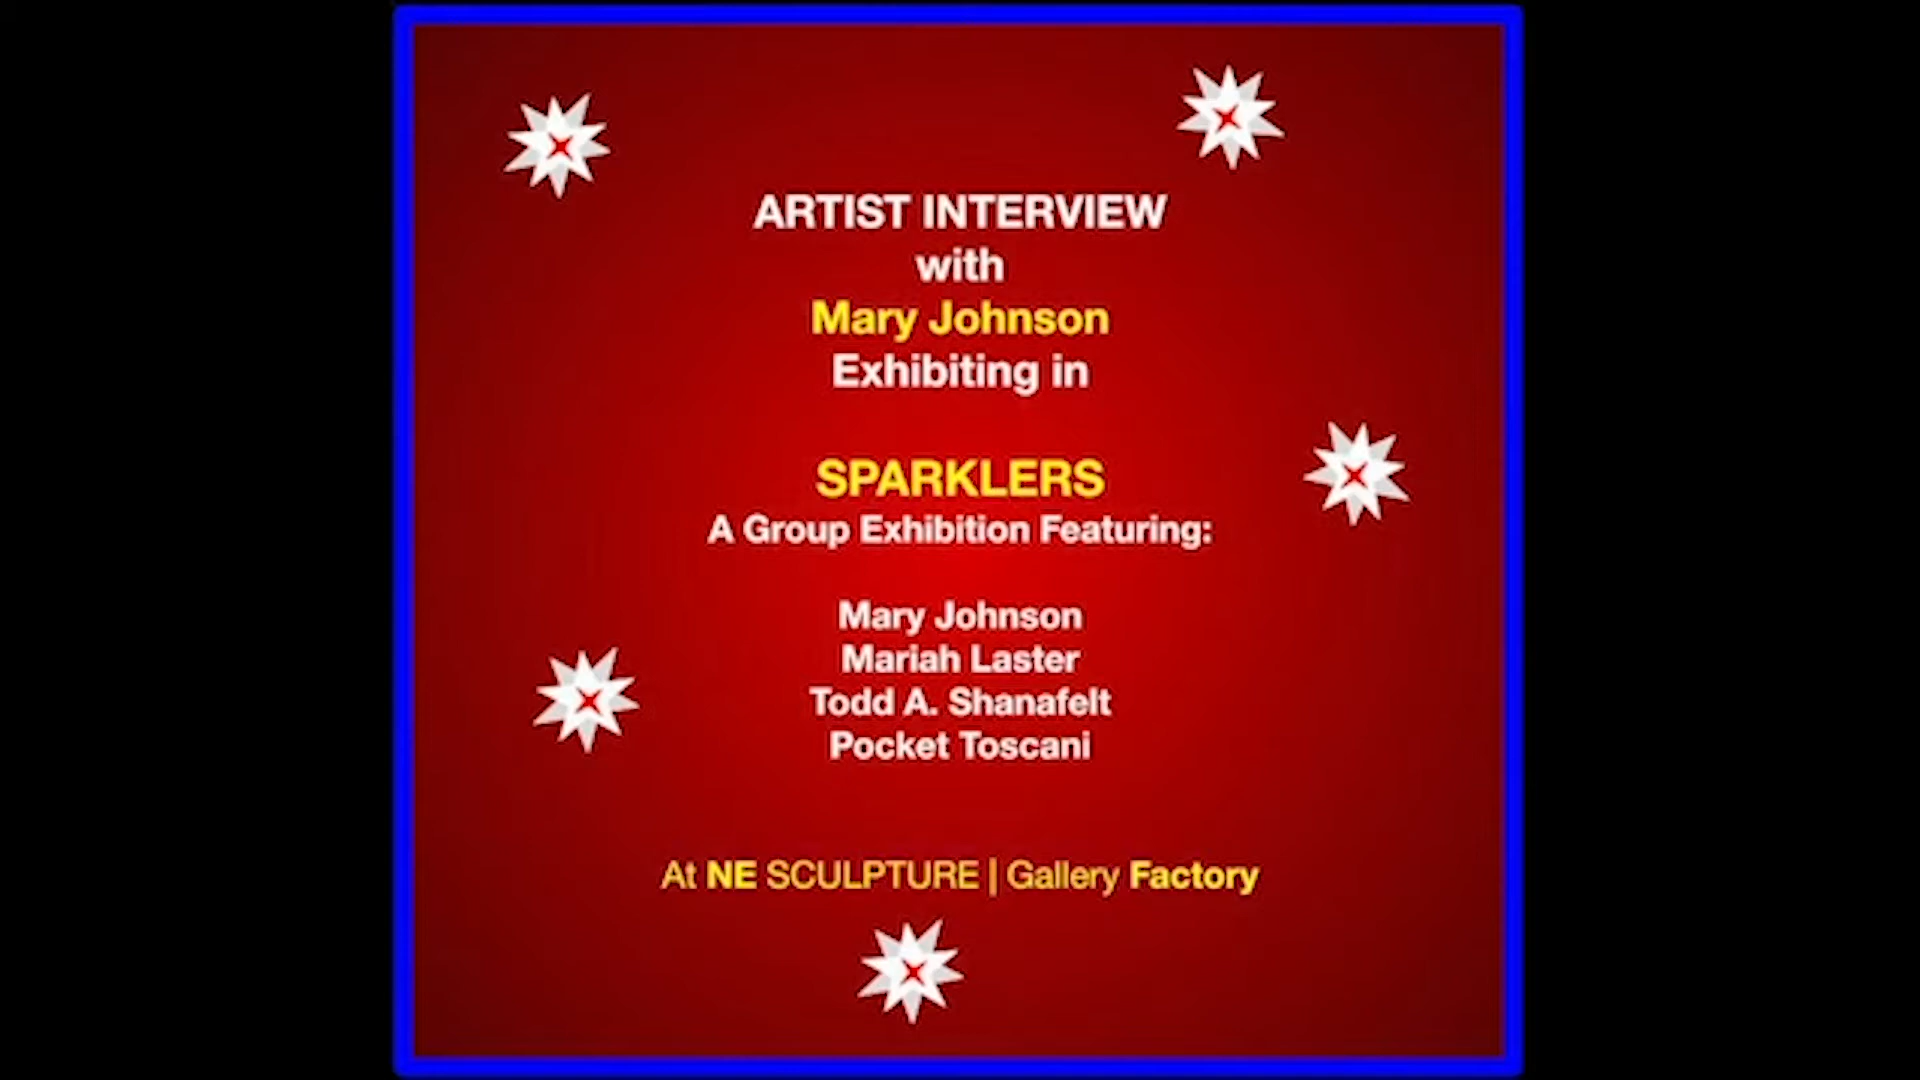 ARTIST INTERVIEW
with
Mary Johnson
Exhibiting in
SPARKLERS
A Group Exhibition Featuring:
Mary Johnson
Mariah Laster
Todd A. Shanafelt
Pocket Toscani
At NE SCULPTURE | Gallery Factory